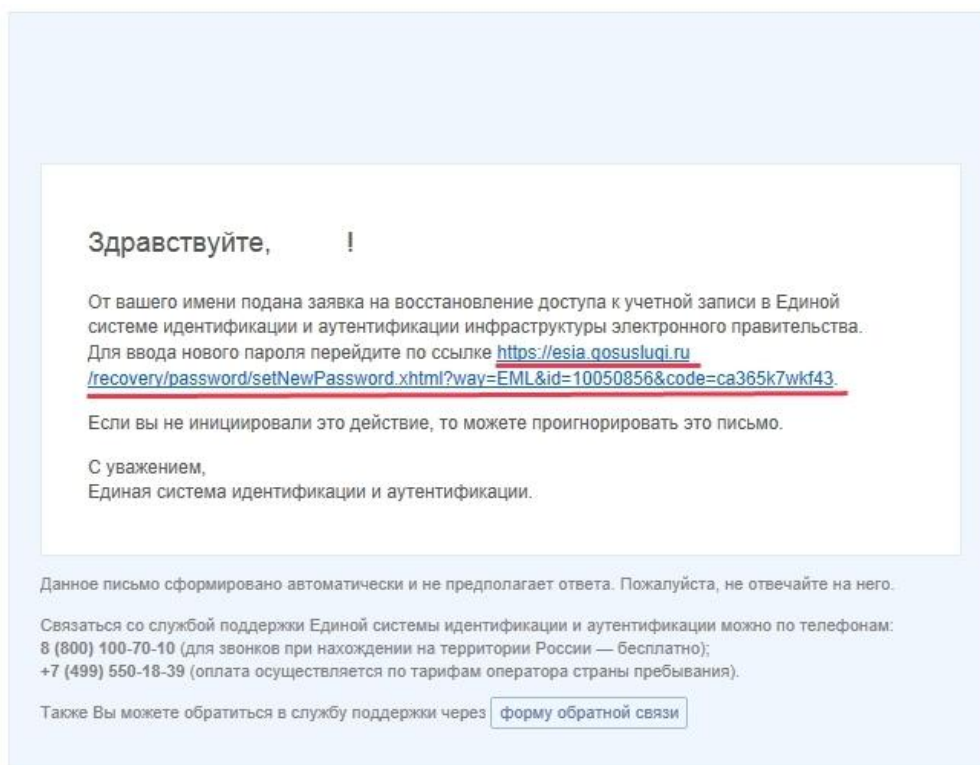 Здравствуйте, !
От вашего имени подана заявка на восстановление доступа к учетной записи в Единой
системе идентификации и аутентификации инфраструктуры электронного правительства.
Для ввода нового пароля перейдите по ссылке https://esia.gosuslugi.ru
/recovery/password/setNewPassword.xhtml?way=EML&id=10050856&code=ca365k7wkf43.
Если вы не инициировали это действие, то можете проигнорировать это письмо.
С уважением,
Единая система идентификации и аутентификации.
Данное письмо сформировано автоматически и не предполагает ответа. Пожалуйста, не отвечайте на него.
Связаться со службой поддержки Единой системы идентификации и аутентификации можно по телефонам:
8 (800) 100-70-10 (для звонков при нахождении на территории России — бесплатно);
+7 (499) 550-18-39 (оплата осуществляется по тарифам оператора страны пребывания).
Также Вы можете обратиться в службу поддержки через форму обратной связи